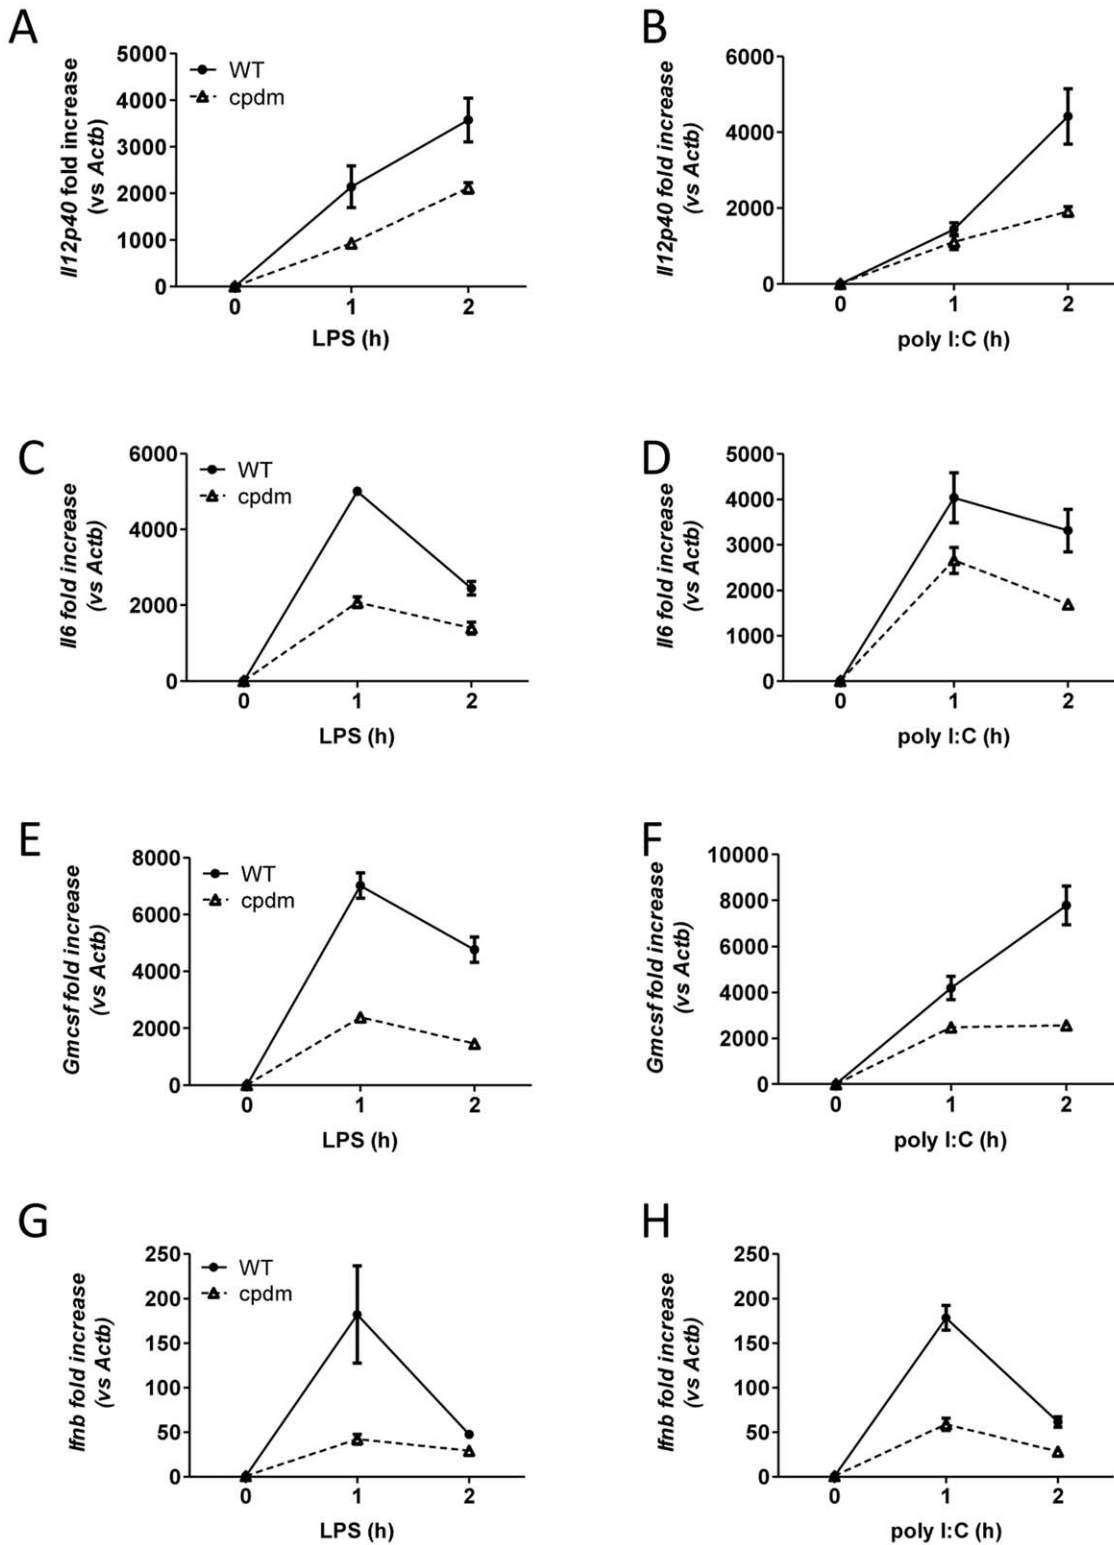 A
Il12p40 fold increase
(vs Actb)
5000
4000
3000
2000
1000
0
WT
cpdm
0 1 2
LPS (h)
B
Il12p40 fold increase
(vs Actb)
6000
4000
2000
0
0 1 2
poly I:C (h)
C
Il6 fold increase
(vs Actb)
6000
4000
2000
0
WT
cpdm
0 1 2
LPS (h)
D
Il6 fold increase
(vs Actb)
5000
4000
3000
2000
1000
0
0 1 2
poly I:C (h)
E
Gmcsf fold increase
(vs Actb)
8000
6000
4000
2000
0
WT
cpdm
0 1 2
LPS (h)
F
Gmcsf fold increase
(vs Actb)
10000
8000
6000
4000
2000
0
0 1 2
poly I:C (h)
G
Ifnb fold increase
(vs Actb)
250
200
150
100
50
0
WT
cpdm
0 1 2
LPS (h)
H
Ifnb fold increase
(vs Actb)
250
200
150
100
50
0
0 1 2
poly I:C (h)